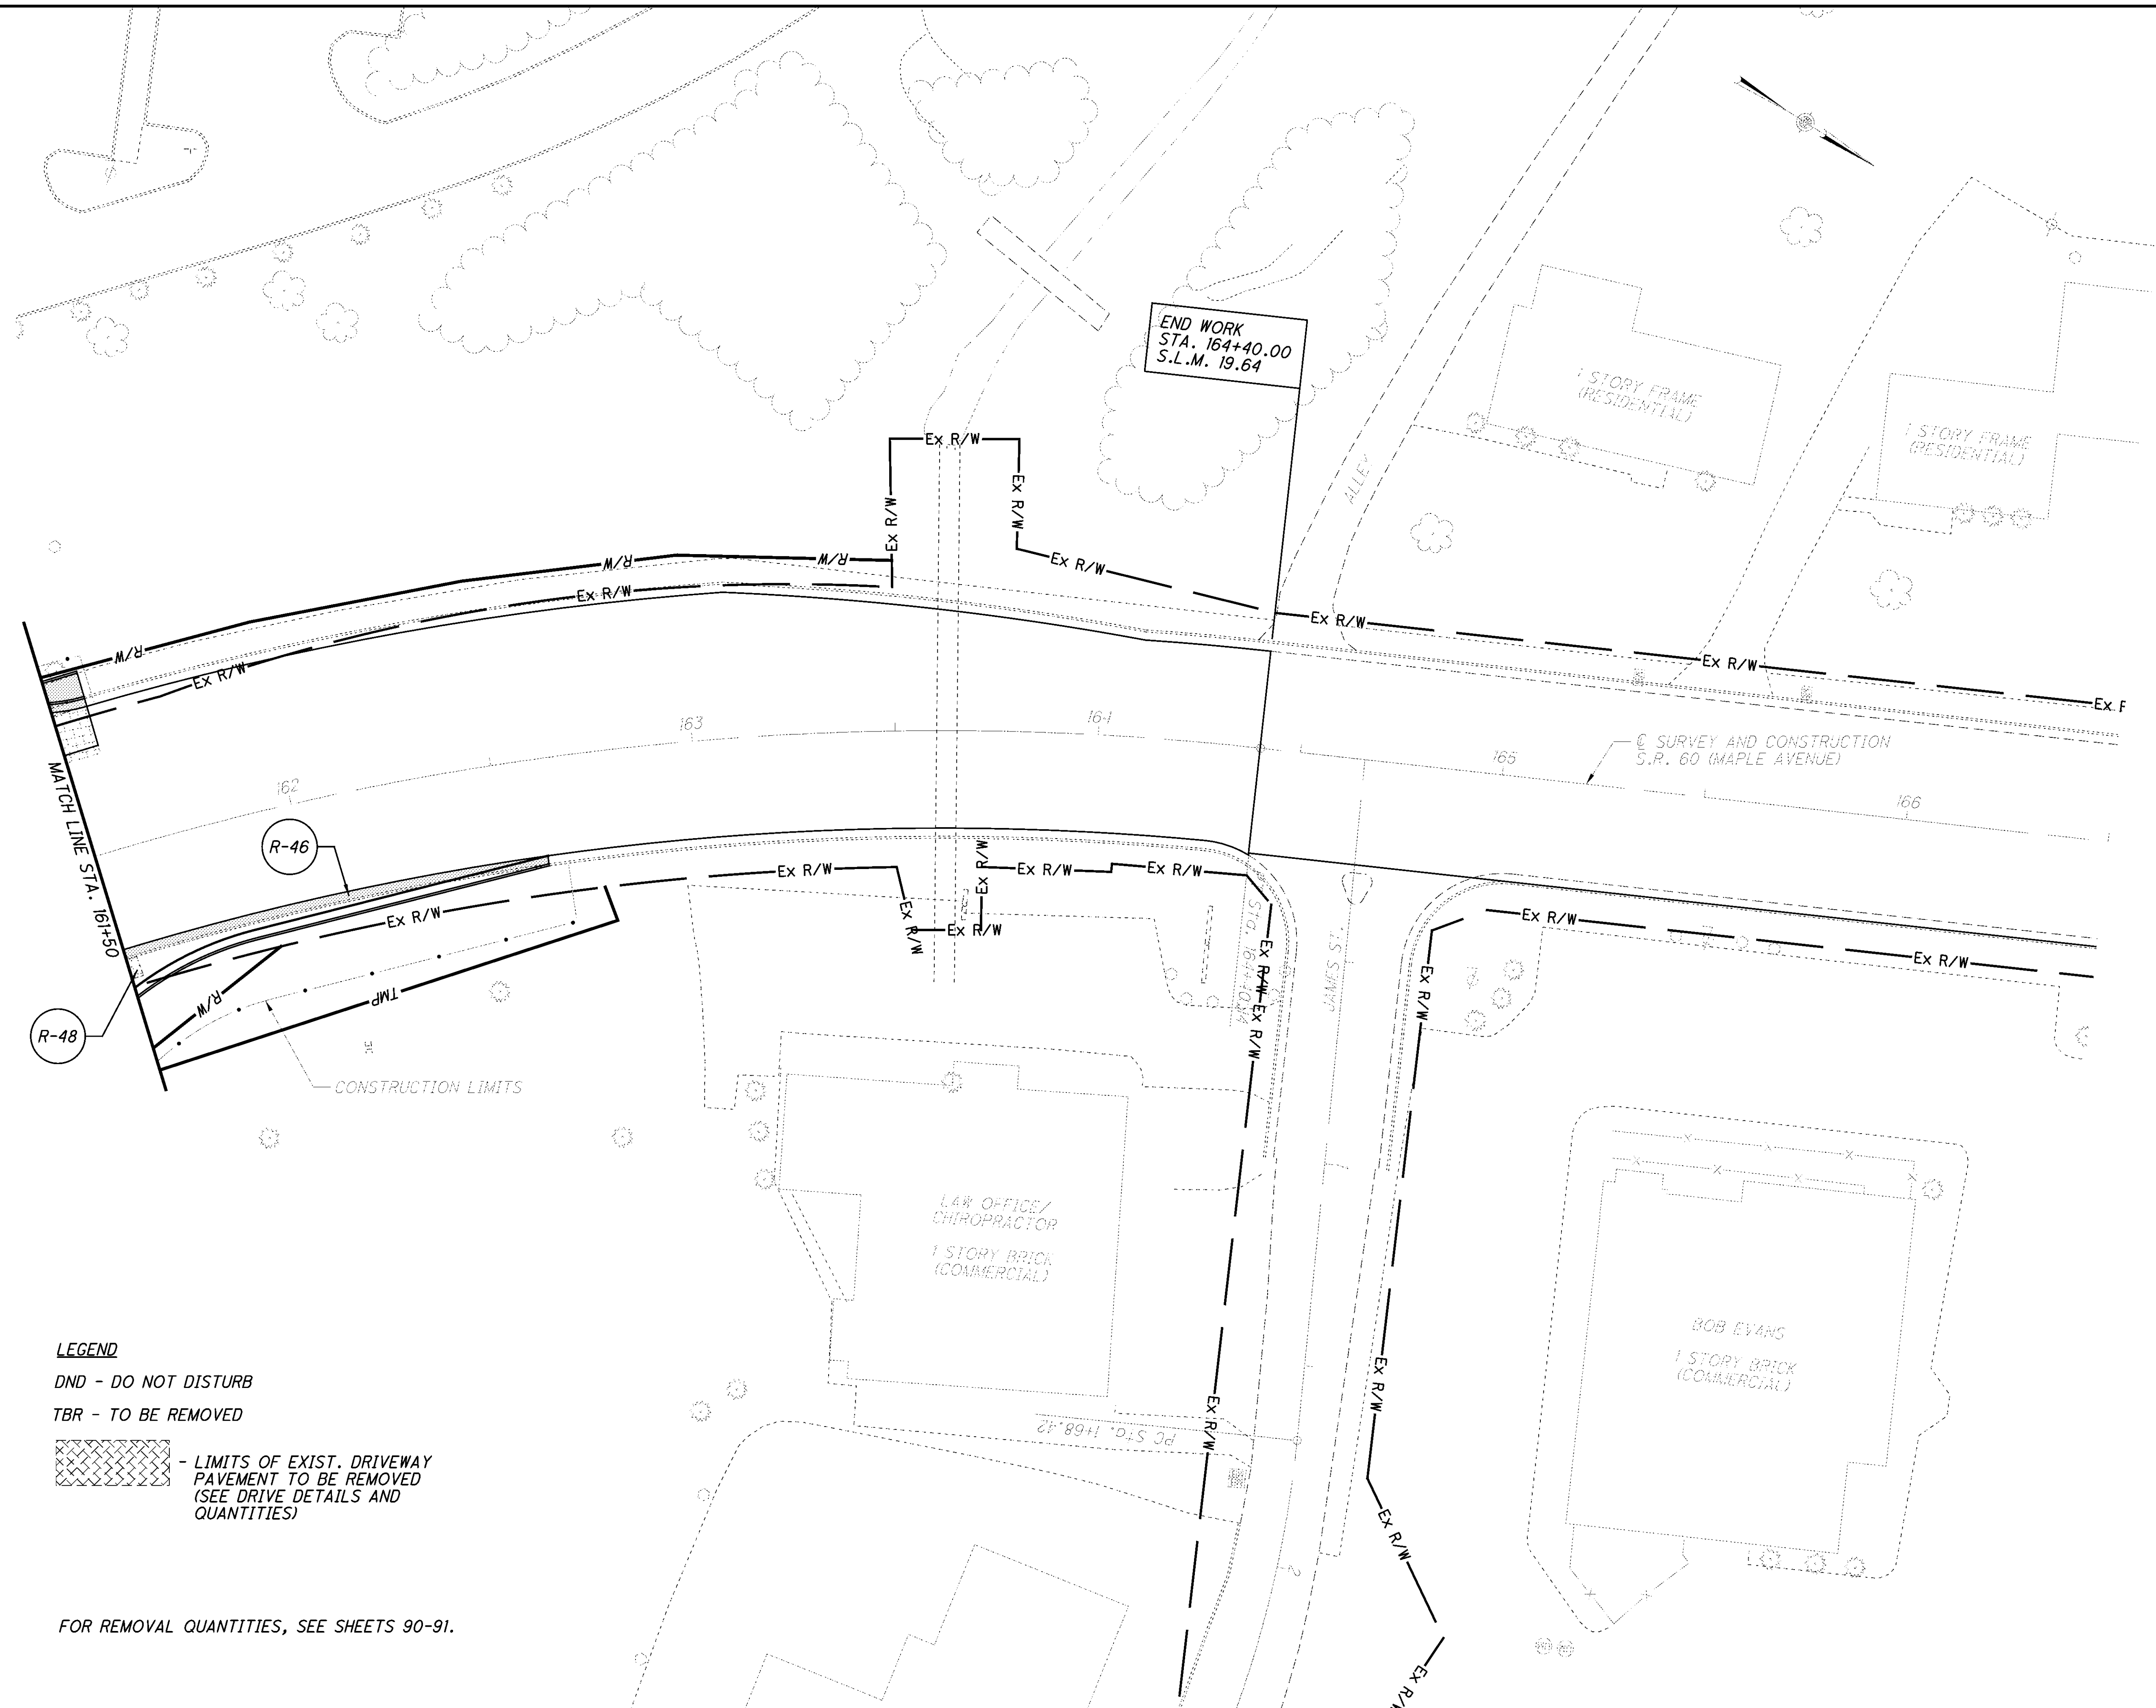 END WORK
STA. 164+40.00
S.L.M. 19.64
1 STORY FRAME
(RESIDENTIAL)
1 STORY FRAME
(RESIDENTIAL)
ALLEY
Ex R/W
Ex R/W
Ex R/W
Ex R/W
R/W
R/W
R/W
Ex R/W
Ex R/W
Ex R/W
Ex R/W
Ex R/W
162
163
164
165
166
℄ SURVEY AND CONSTRUCTION
S.R. 60 (MAPLE AVENUE)
MATCH LINE STA. 161+50
R-46
R-48
Ex R/W
R/W
TMP
CONSTRUCTION LIMITS
Ex R/W
Ex R/W
Ex R/W
Ex R/W
Ex R/W
Ex R/W
Ex R/W
Ex R/W
JAMES ST.
Ex R/W
Ex R/W
Ex R/W
LAW OFFICE/
CHIROPRACTOR
1 STORY BRICK
(COMMERCIAL)
BOB EVANS
1 STORY BRICK
(COMMERCIAL)
PC Sta. 1+68.42
Ex R/W
Ex R/W
Ex R/W
2
LEGEND
DND - DO NOT DISTURB
TBR - TO BE REMOVED
- LIMITS OF EXIST. DRIVEWAY
PAVEMENT TO BE REMOVED
(SEE DRIVE DETAILS AND
QUANTITIES)
FOR REMOVAL QUANTITIES, SEE SHEETS 90-91.